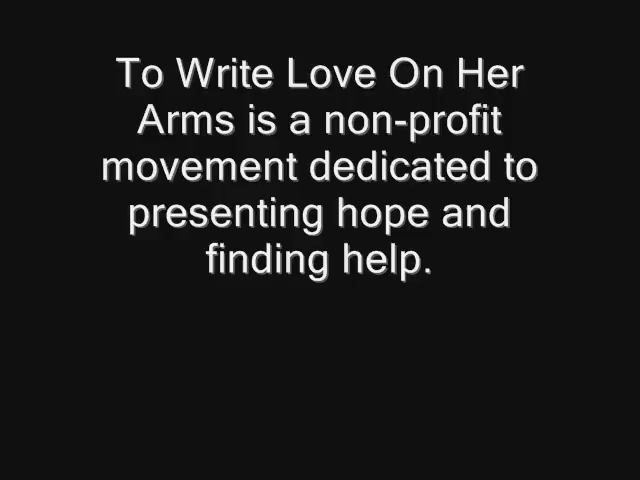 To Write Love On Her
Arms is a non-profit
movement dedicated to
presenting hope and
finding help.